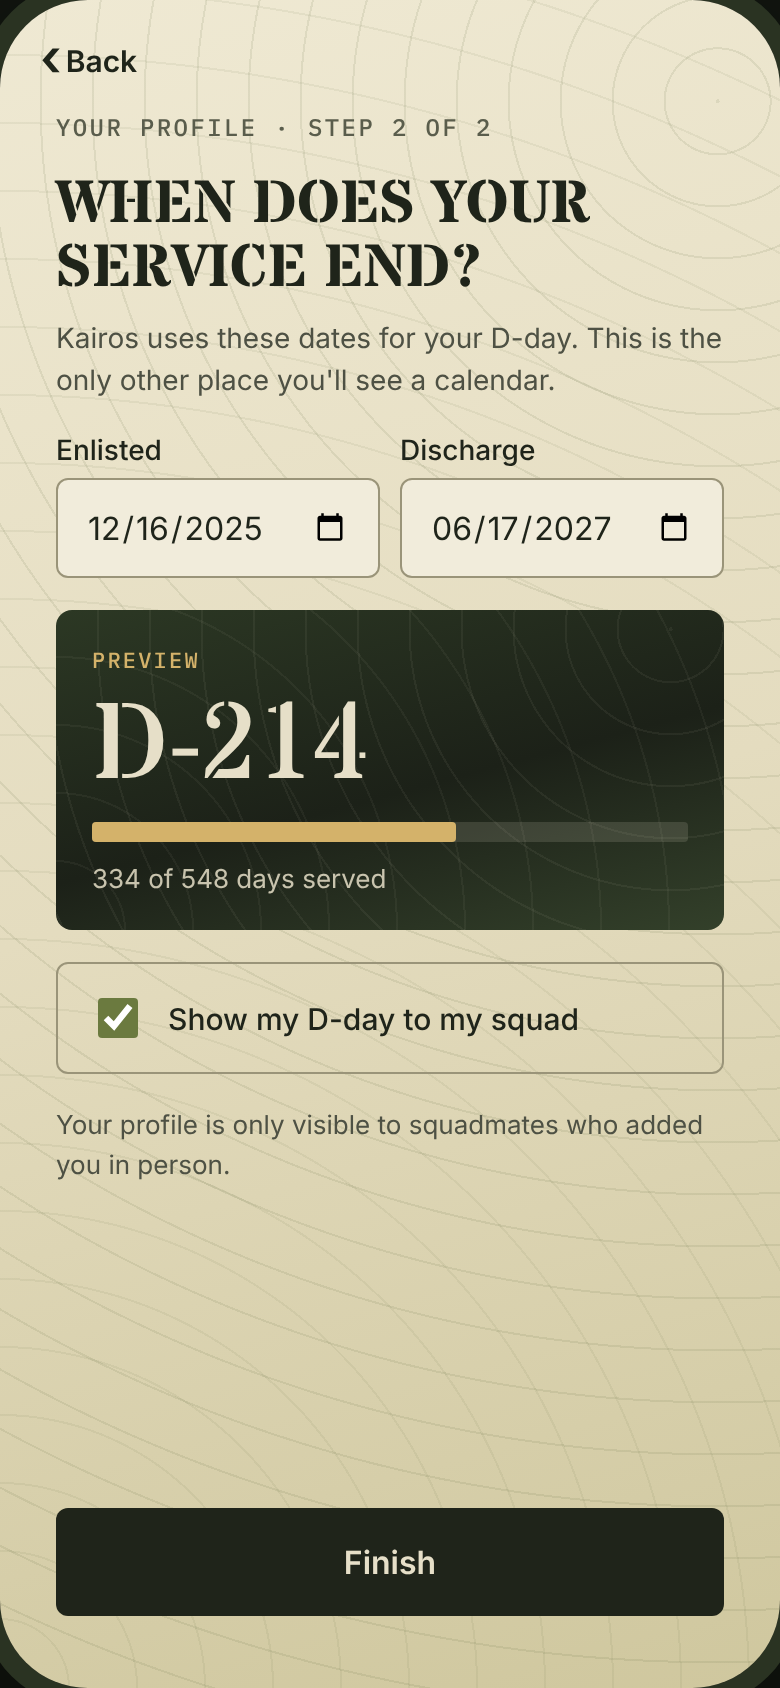 Back
YOUR PROFILE · STEP 2 OF 2
WHEN DOES YOUR
SERVICE END?
Kairos uses these dates for your D-day. This is the
only other place you'll see a calendar.
Enlisted
Discharge
12/16/2025
06/17/2027
PREVIEW
D-214
334 of 548 days served
Show my D-day to my squad
Your profile is only visible to squadmates who added
you in person.
Finish